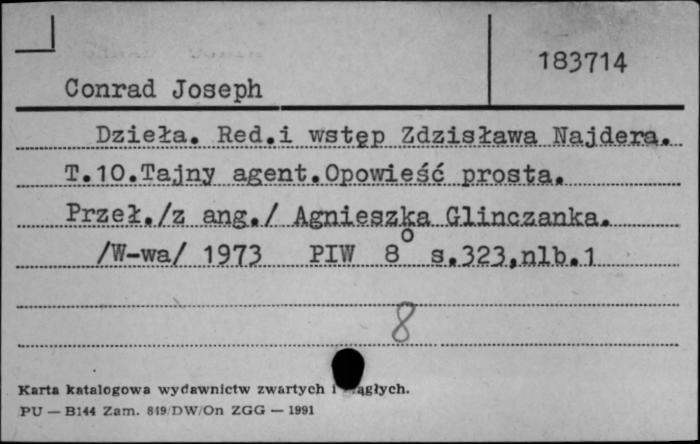 183714
Conrad Joseph
Dzieła. Red.i wstęp Zdzisława Najdera.
T.10.Tajny agent.Opowieść prosta.
Przeł./z ang./ Agnieszka Glinczanka.
/W-wa/ 1973 PIW 8° s.323,nlb.1
8
Karta katalogowa wydawnictw zwartych i
PU — B144 Zam. 849/DW/On ZGG — 1991